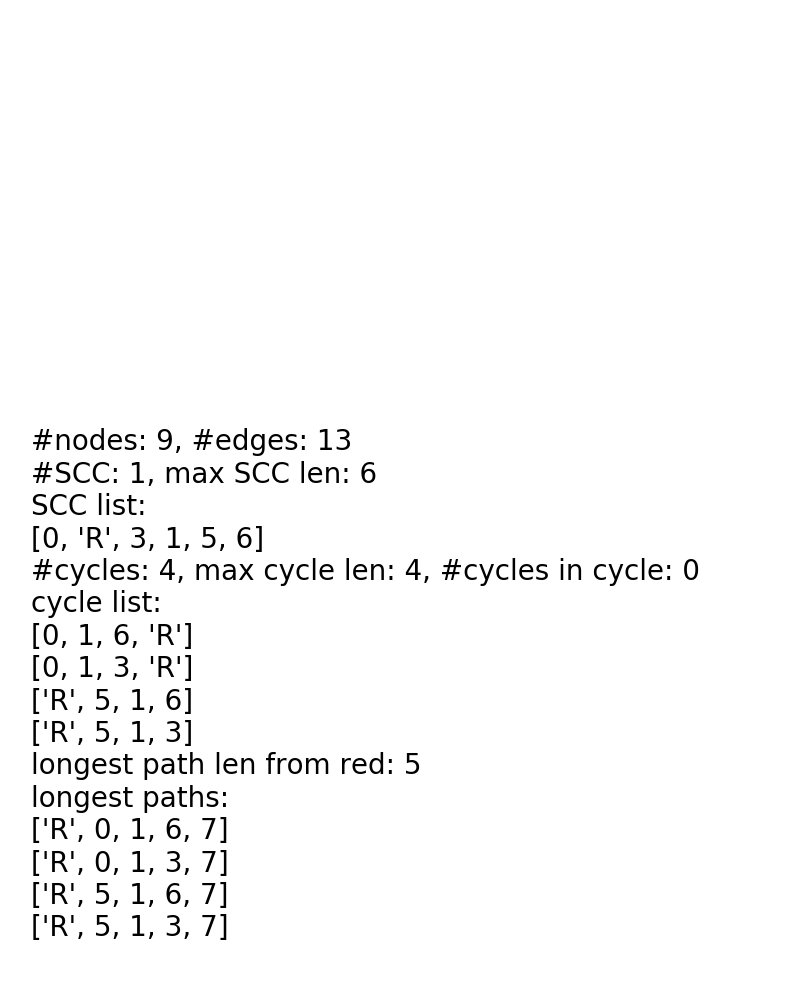 #nodes: 9, #edges: 13
#SCC: 1, max SCC len: 6
SCC list:
[0, 'R', 3, 1, 5, 6]
#cycles: 4, max cycle len: 4, #cycles in cycle: 0
cycle list:
[0, 1, 6, 'R']
[0, 1, 3, 'R']
['R', 5, 1, 6]
['R', 5, 1, 3]
longest path len from red: 5
longest paths:
['R', 0, 1, 6, 7]
['R', 0, 1, 3, 7]
['R', 5, 1, 6, 7]
['R', 5, 1, 3, 7]